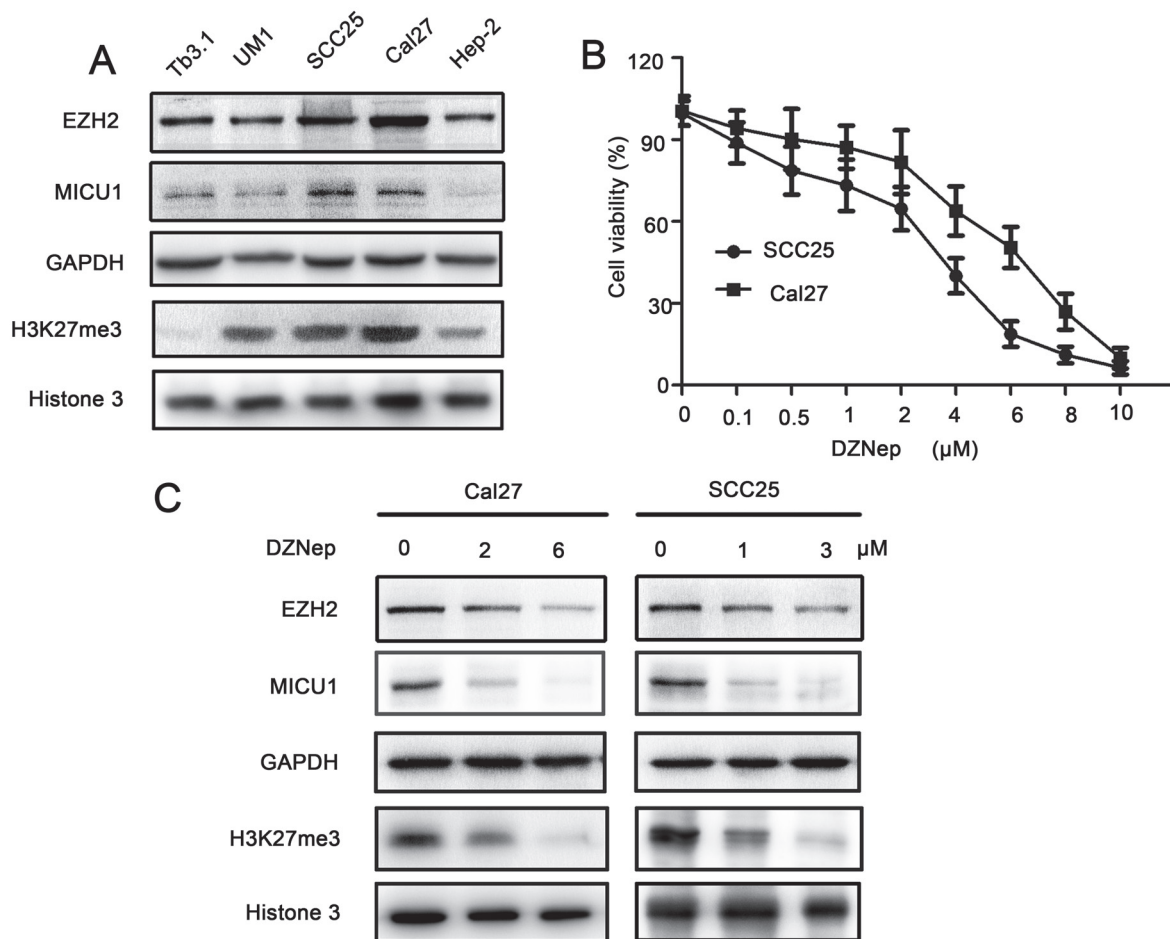 A
Tb3.1 UM1 SCC25 Cal27 Hep-2
EZH2
MICU1
GAPDH
H3K27me3
Histone 3
B
120
90
60
30
0
Cell viability (%)
SCC25
Cal27
0 0.1 0.5 1 2 4 6 8 10
DZNep (µM)
C
Cal27 SCC25
DZNep 0 2 6 0 1 3 µM
EZH2
MICU1
GAPDH
H3K27me3
Histone 3